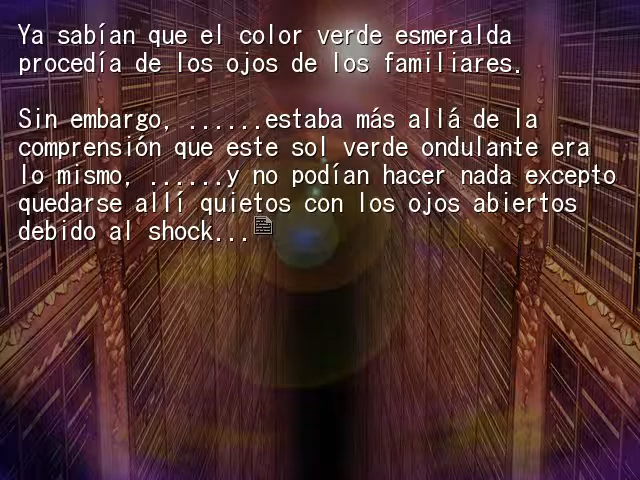 Ya sabían que el color verde esmeralda
procedía de los ojos de los familiares.
Sin embargo, ......estaba más allá de la
comprensión que este sol verde ondulante era
lo mismo, ......y no podían hacer nada excepto
quedarse allí quietos con los ojos abiertos
debido al shock...